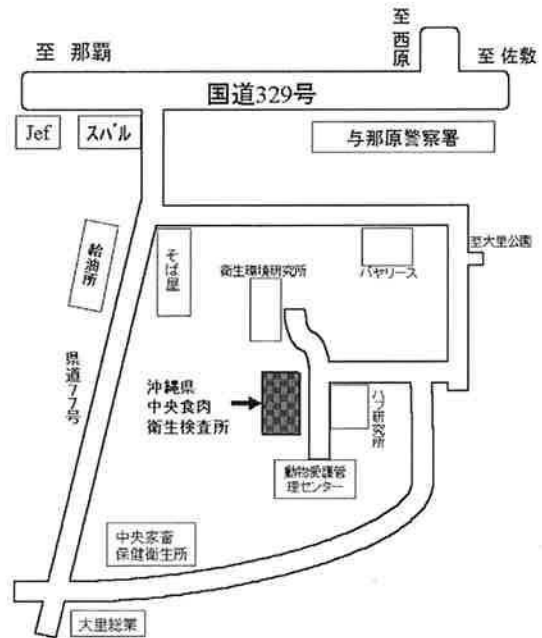 至 那覇
至 西原
至 佐敷
国道329号
Jef
スバル
与那原警察署
給油所
そば屋
衛生環境研究所
バヤリース
至大里公園
県道77号
沖縄県
中央食肉
衛生検査所
ハブ研究所
動物愛護管
理センター
中央家畜
保健衛生所
大里総業